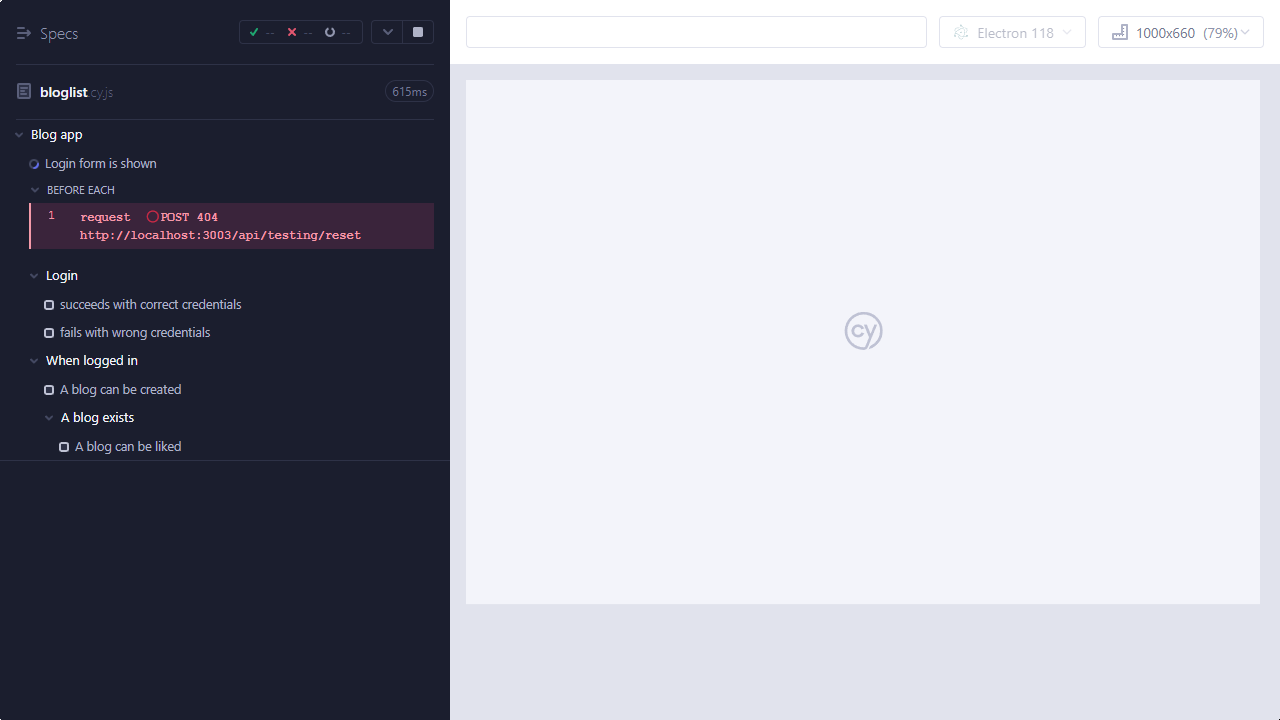 Specs
-- -- --
Electron 118
1000x660 (79%)
bloglist.cy.js
615ms
Blog app
Login form is shown
BEFORE EACH
1 request POST 404
http://localhost:3003/api/testing/reset
Login
succeeds with correct credentials
fails with wrong credentials
When logged in
A blog can be created
A blog exists
A blog can be liked
cy